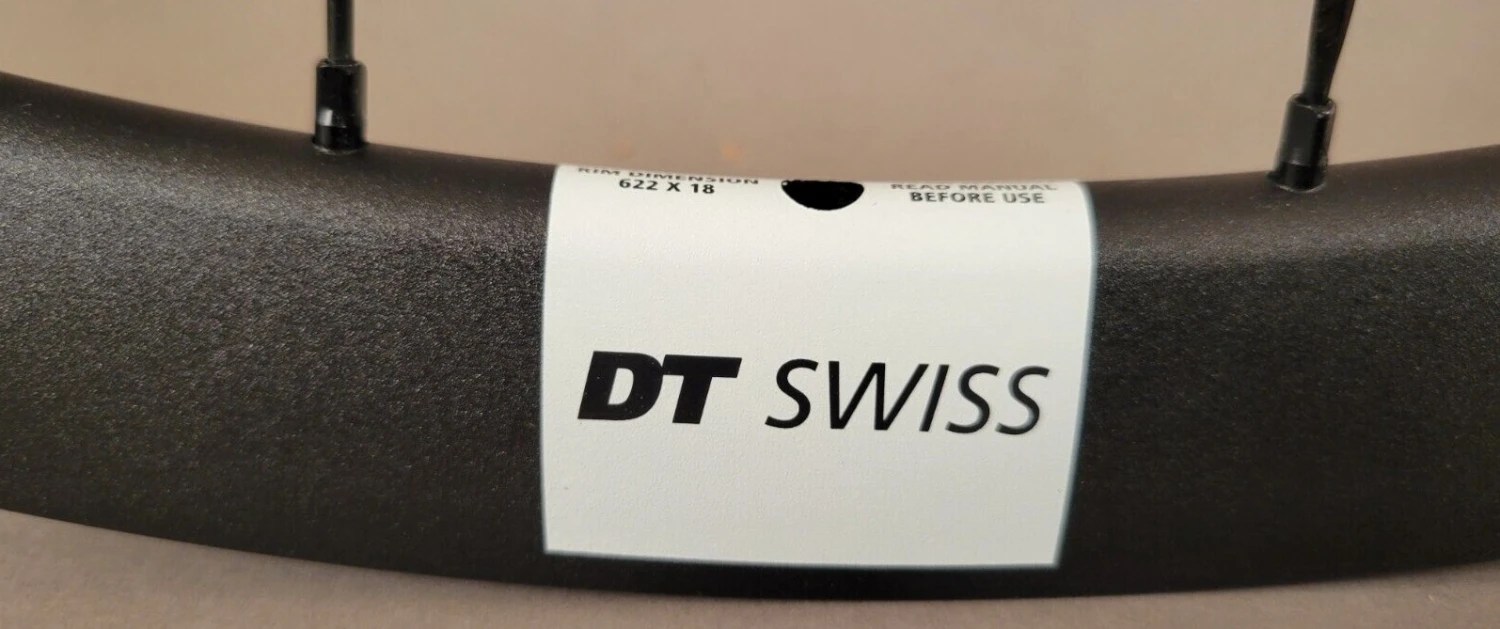 RIM DIMENSION
622 X 18
READ MANUAL
BEFORE USE
DT SWISS